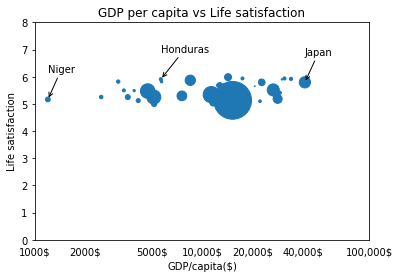 GDP per capita vs Life satisfaction
8
7
6
5
4
3
2
1
0
Life satisfaction
Niger
Honduras
Japan
1000$ 2000$ 5000$ 10,000$ 20,000$ 40,000$ 100,000$
GDP/capita($)